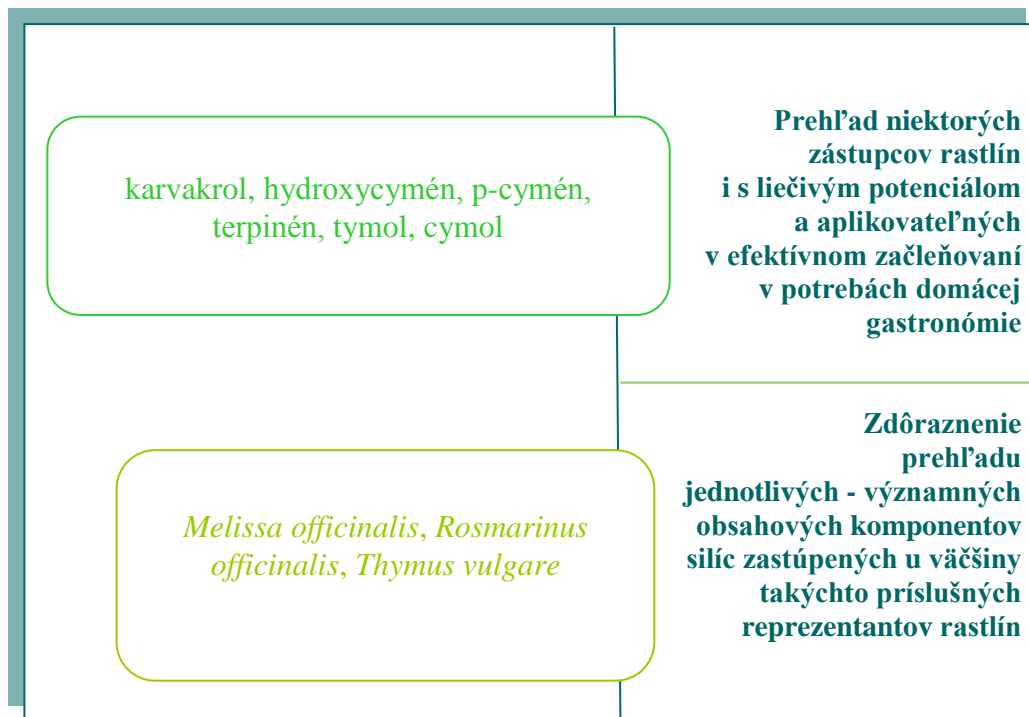 karvakrol, hydroxycymén, p-cymén,
terpinén, tymol, cymol
Prehľad niektorých
zástupcov rastlín
i s liečivým potenciálom
a aplikovateľných
v efektívnom začleňovaní
v potrebách domácej
gastronómie
Melissa officinalis, Rosmarinus
officinalis, Thymus vulgare
Zdôraznenie
prehľadu
jednotlivých - významných
obsahových komponentov
silíc zastúpených u väčšiny
takýchto príslušných
reprezentantov rastlín